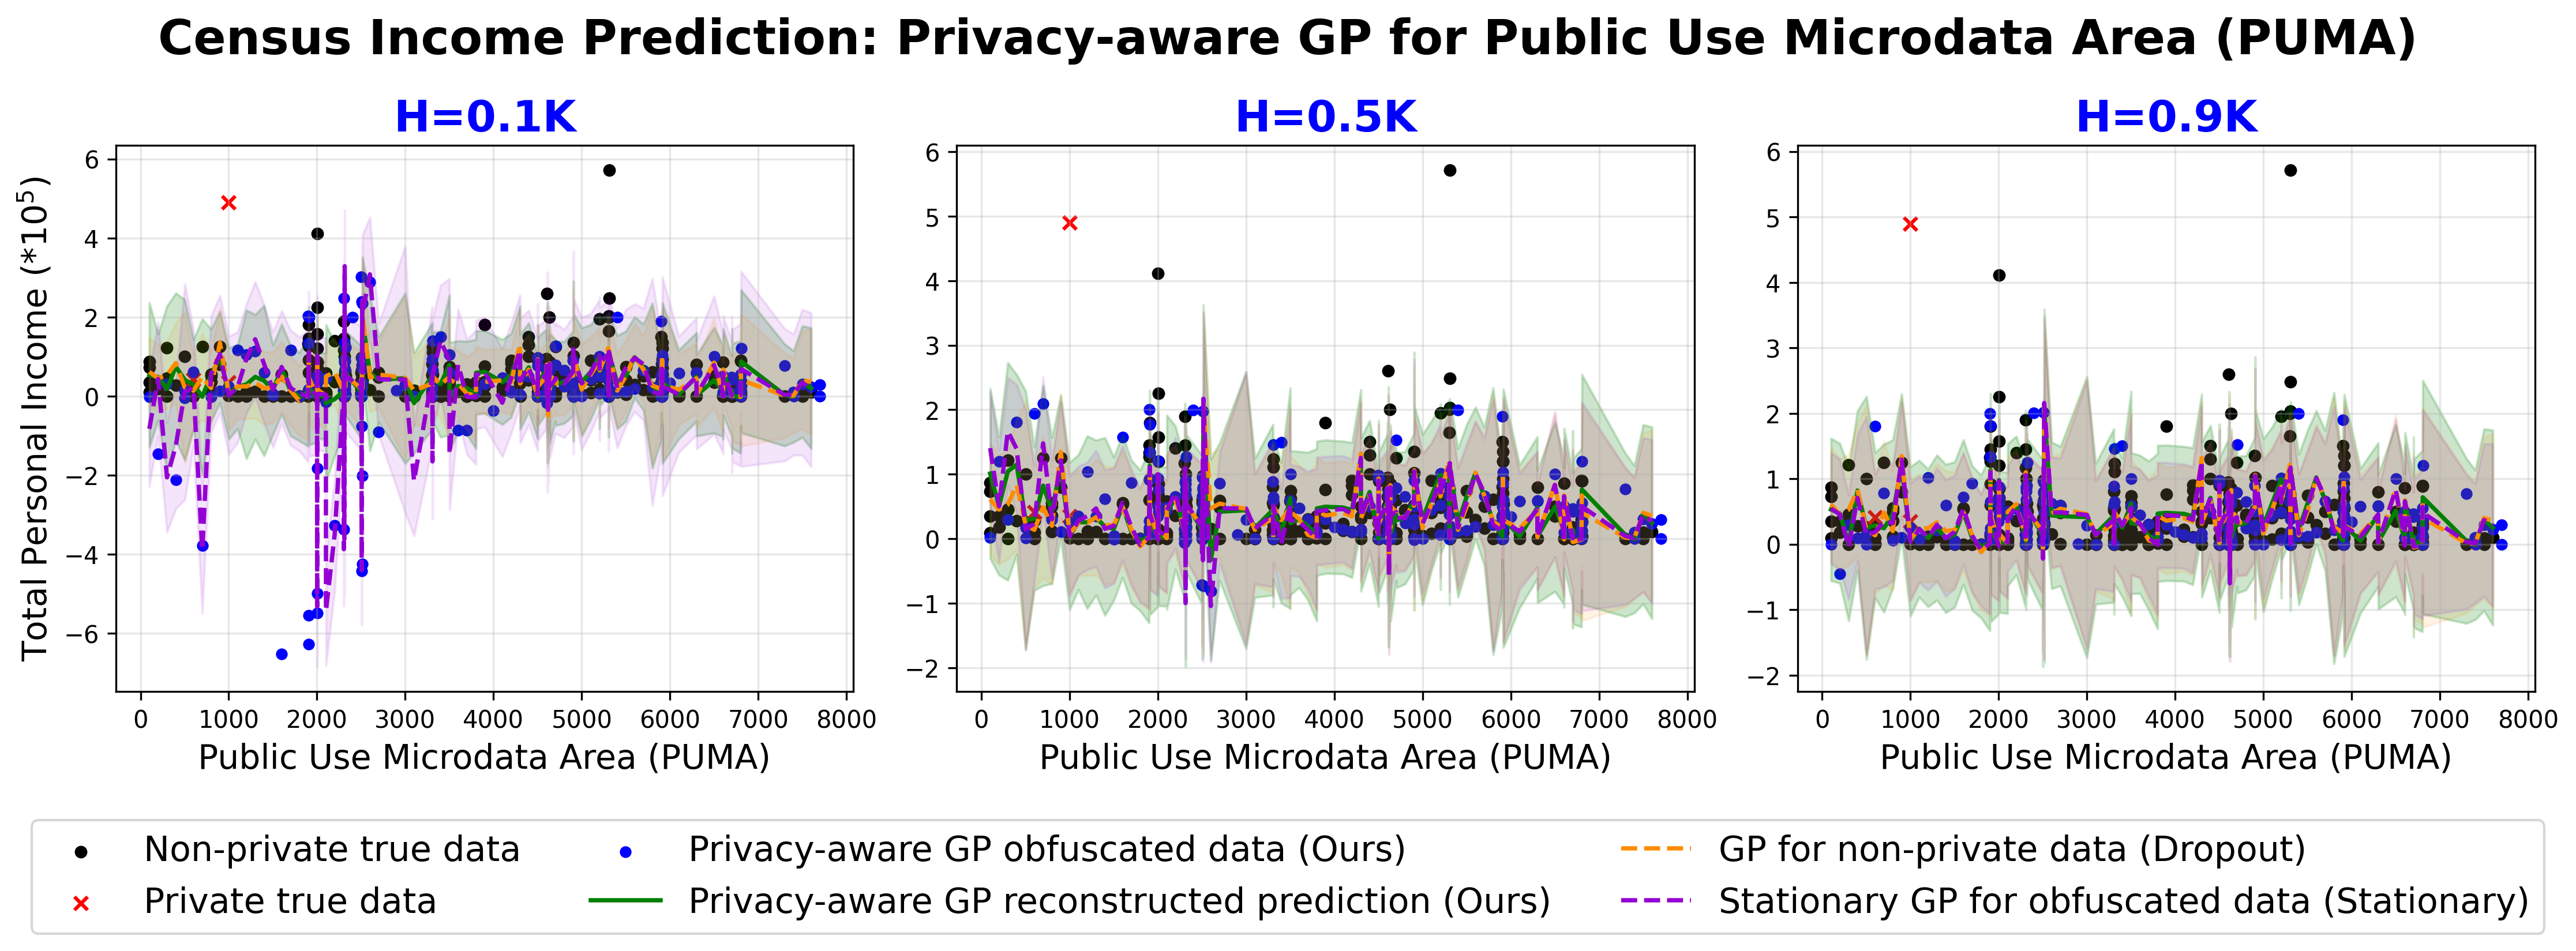 Census Income Prediction: Privacy-aware GP for Public Use Microdata Area (PUMA)
H=0.1K
H=0.5K
H=0.9K
Total Personal Income (*10⁵)
6
4
2
0
−2
−4
−6
0 1000 2000 3000 4000 5000 6000 7000 8000
Public Use Microdata Area (PUMA)
6
5
4
3
2
1
0
−1
−2
0 1000 2000 3000 4000 5000 6000 7000 8000
Public Use Microdata Area (PUMA)
6
5
4
3
2
1
0
−1
−2
0 1000 2000 3000 4000 5000 6000 7000 8000
Public Use Microdata Area (PUMA)
Non-private true data
Private true data
Privacy-aware GP obfuscated data (Ours)
Privacy-aware GP reconstructed prediction (Ours)
GP for non-private data (Dropout)
Stationary GP for obfuscated data (Stationary)